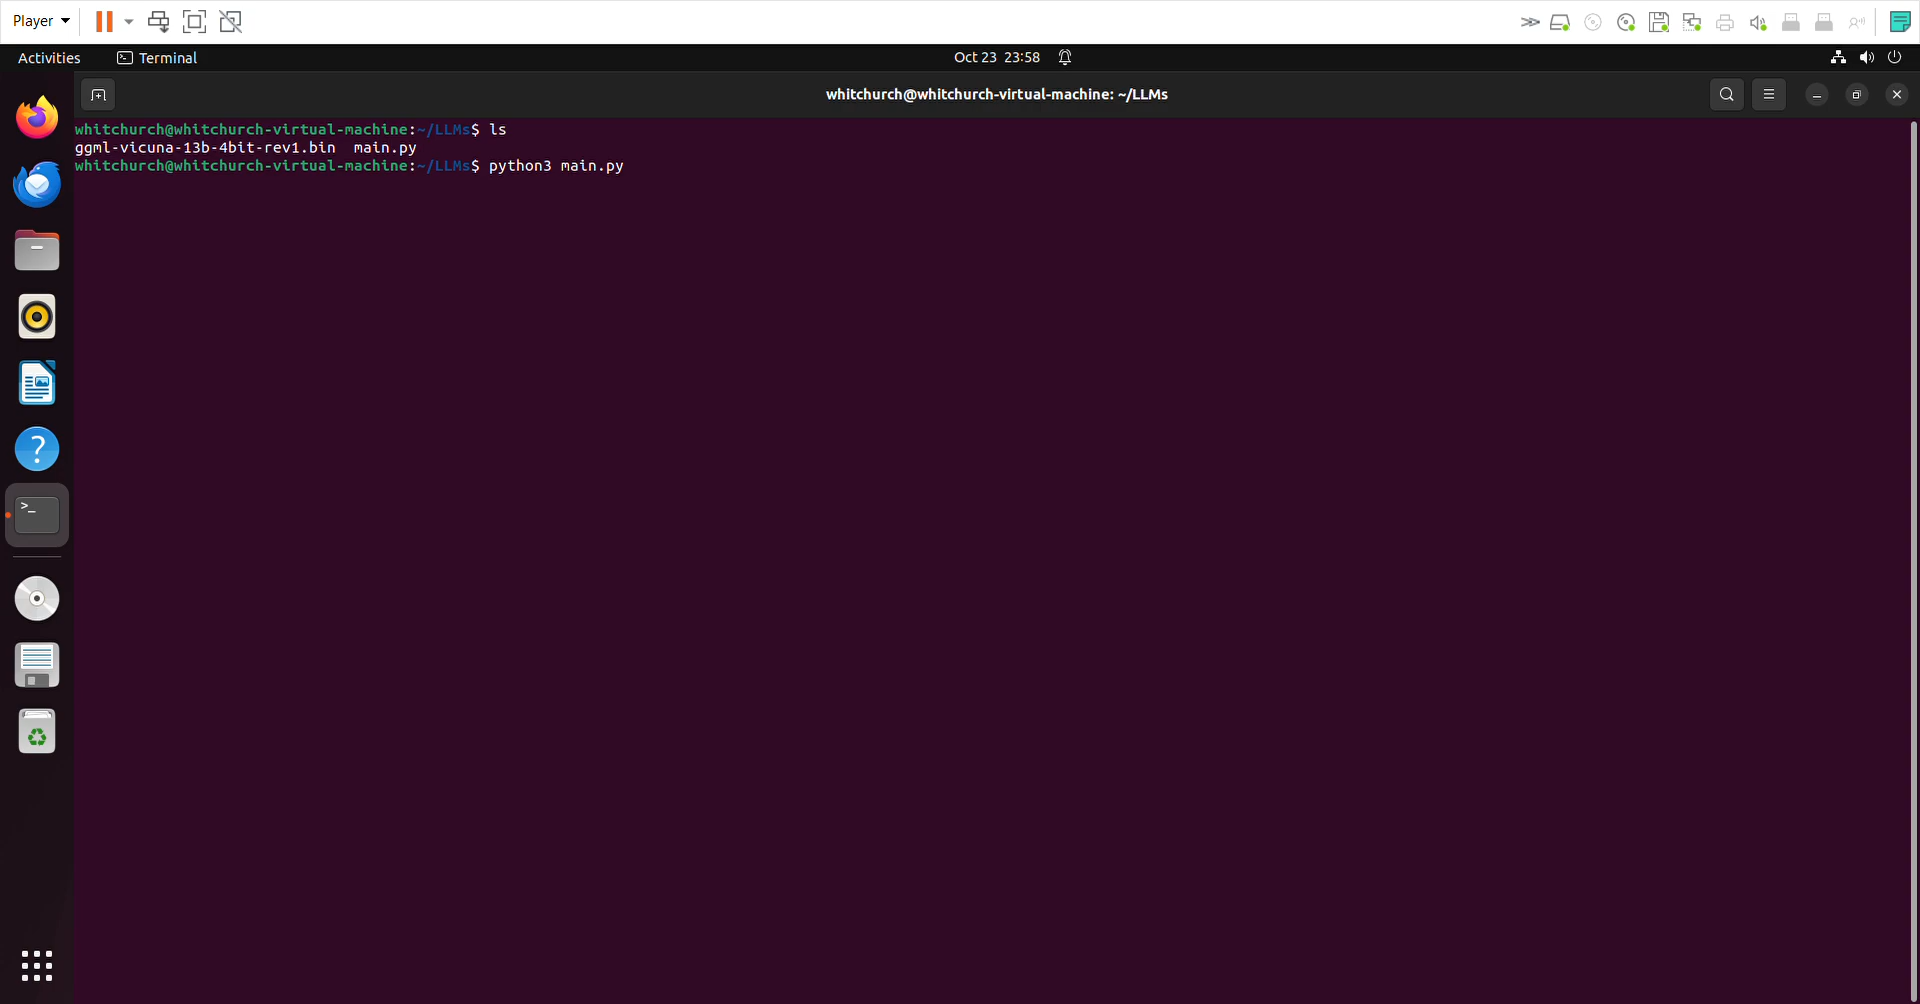 Player
Activities
Terminal
Oct 23 23:58
whitchurch@whitchurch-virtual-machine: ~/LLMs
whitchurch@whitchurch-virtual-machine:~/LLMs$ ls
ggml-vicuna-13b-4bit-rev1.bin  main.py
whitchurch@whitchurch-virtual-machine:~/LLMs$ python3 main.py